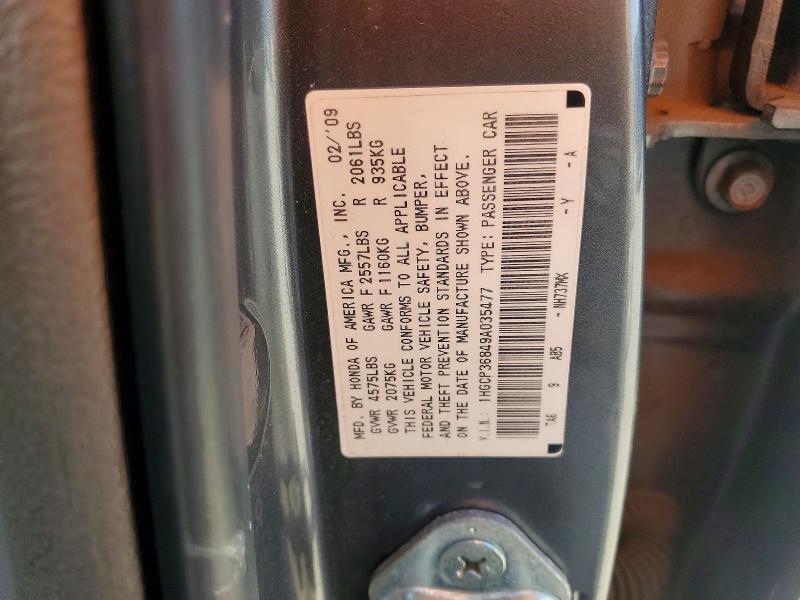 MFD. BY HONDA OF AMERICA MFG., INC. 02/'09
GVWR 4575LBS GAWR F 2557LBS R 2061LBS
GVWR 2075KG GAWR F 1160KG R 935KG
THIS VEHICLE CONFORMS TO ALL APPLICABLE
FEDERAL MOTOR VEHICLE SAFETY, BUMPER,
AND THEFT PREVENTION STANDARDS IN EFFECT
ON THE DATE OF MANUFACTURE SHOWN ABOVE.
V.I.N.: 1HGCP36849A035477 TYPE: PASSENGER CAR
TA6 9 AB5 -NH737MX -Y -A